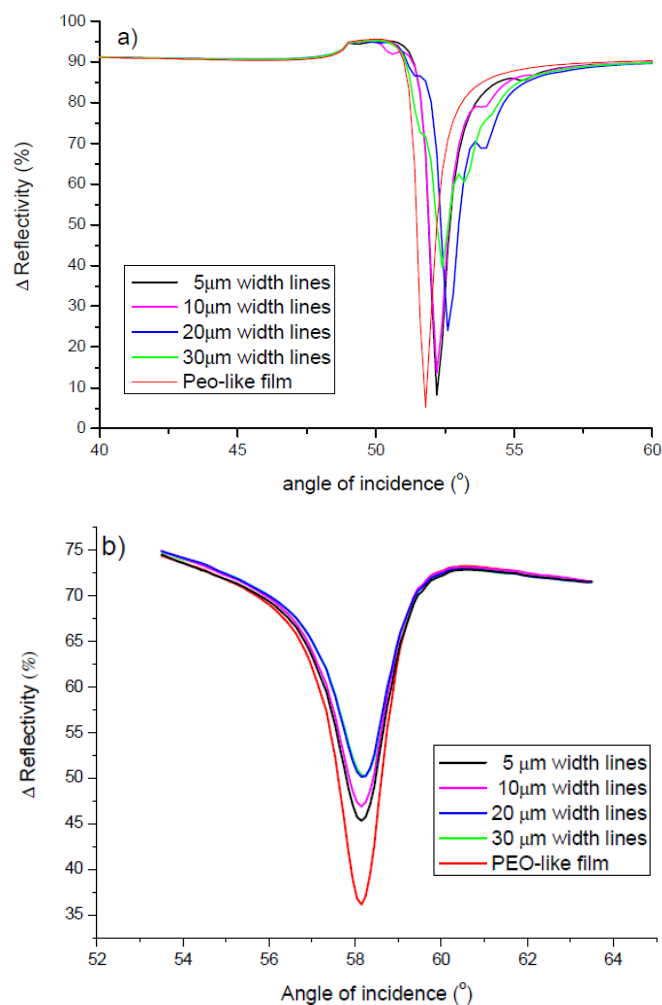 a)
Δ Reflectivity (%)
100
90
80
70
60
50
40
30
20
10
0
5μm width lines
10μm width lines
20μm width lines
30μm width lines
Peo-like film
40 45 50 55 60
angle of incidence (°)
b)
Δ Reflectivity (%)
75
70
65
60
55
50
45
40
35
5 μm width lines
10μm width lines
20 μm width lines
30 μm width lines
PEO-like film
52 54 56 58 60 62 64
Angle of incidence (°)